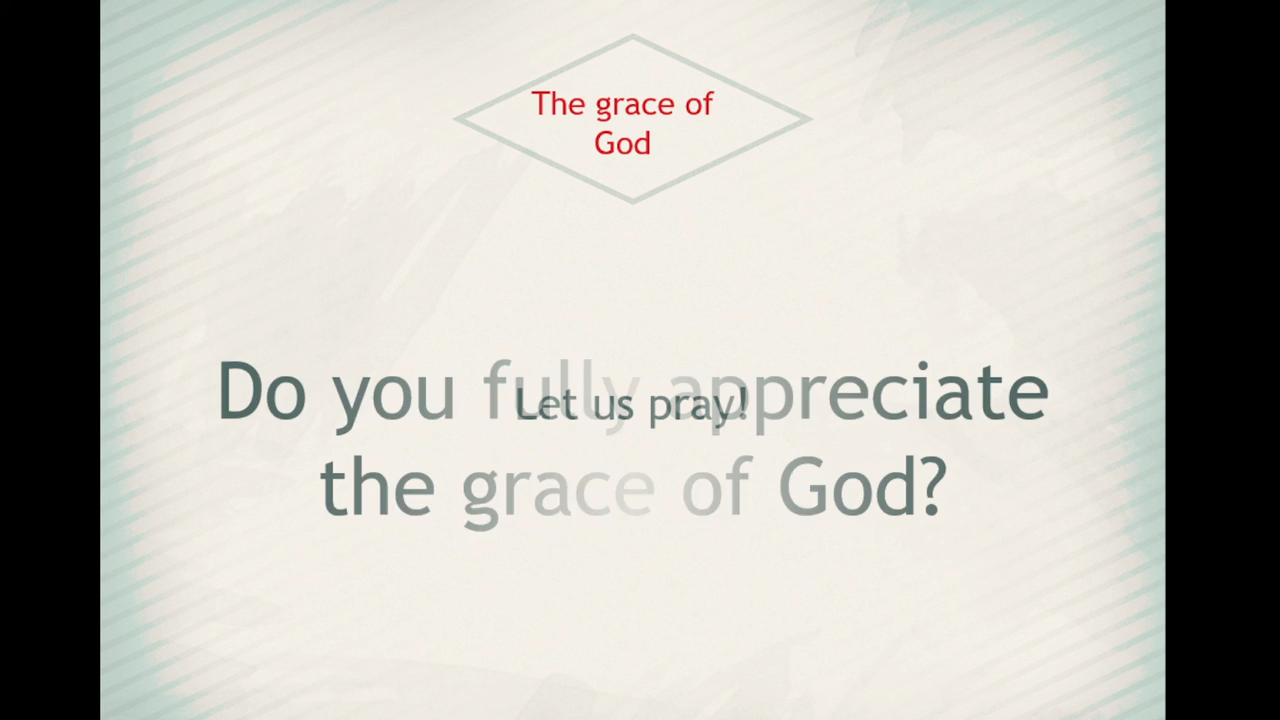 The grace of
God
Do you fully appreciate
Let us pray!
the grace of God?